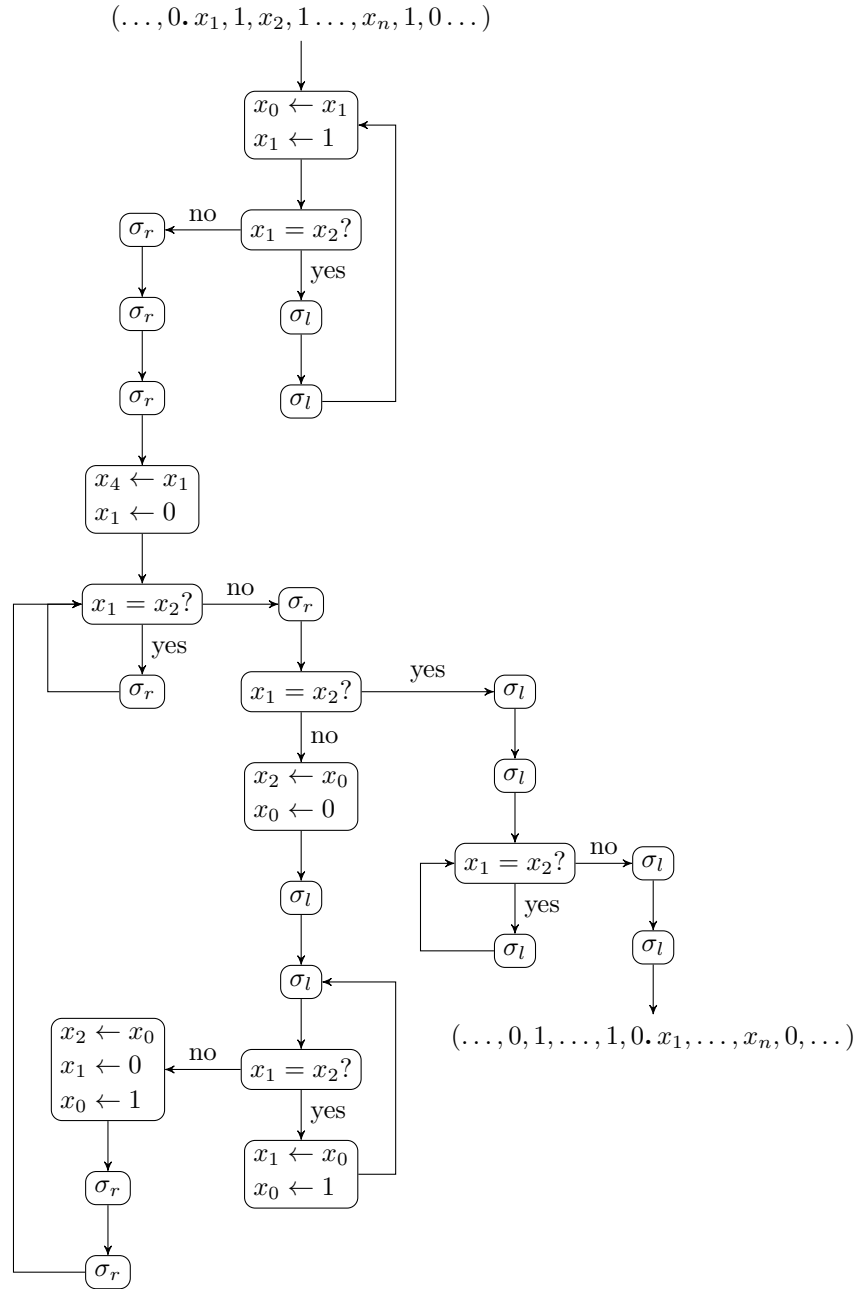 (…, 0. x₁, 1, x₂, 1 …, xₙ, 1, 0 …)
x₀ ← x₁
x₁ ← 1
σᵣ
no
x₁ = x₂?
yes
σᵣ
σₗ
σᵣ
σₗ
x₄ ← x₁
x₁ ← 0
x₁ = x₂?
no
σᵣ
yes
σᵣ
x₁ = x₂?
yes
σₗ
no
x₂ ← x₀
x₀ ← 0
σₗ
x₁ = x₂?
no
σₗ
yes
σₗ
σₗ
σₗ
σₗ
(…, 0, 1, …, 1, 0. x₁, …, xₙ, 0, …)
x₂ ← x₀
x₁ ← 0
x₀ ← 1
no
x₁ = x₂?
yes
x₁ ← x₀
x₀ ← 1
σᵣ
σᵣ